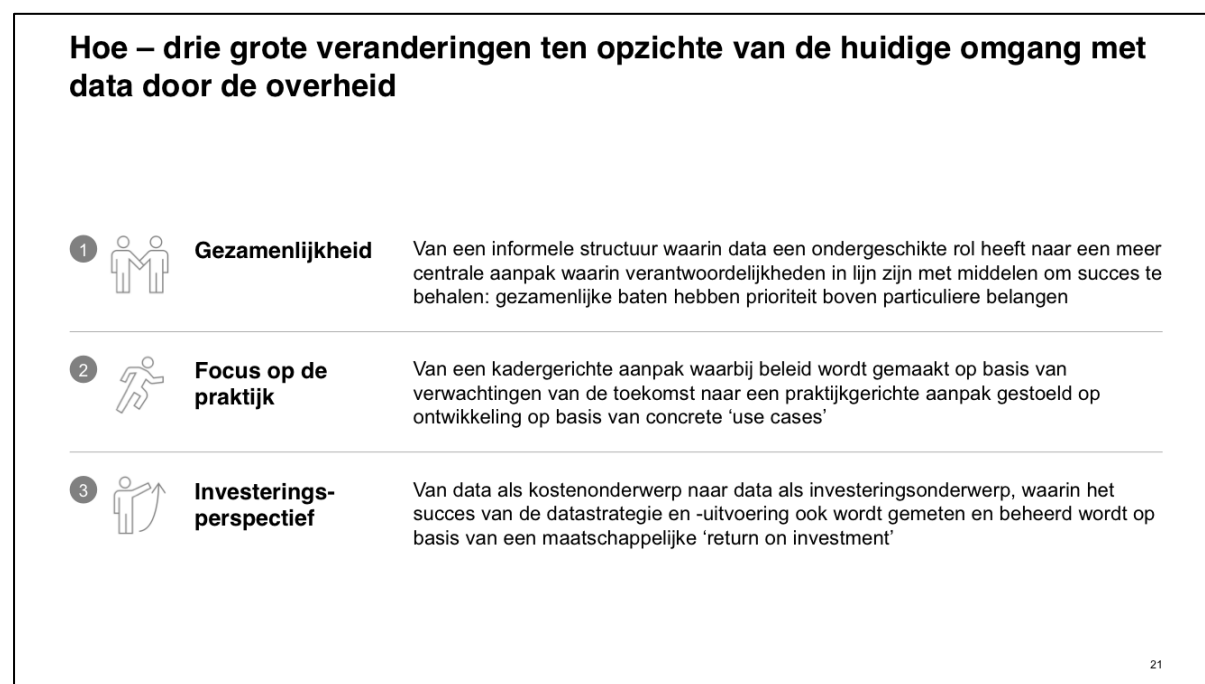 Hoe – drie grote veranderingen ten opzichte van de huidige omgang met
data door de overheid
1
Gezamenlijkheid
Van een informele structuur waarin data een ondergeschikte rol heeft naar een meer
centrale aanpak waarin verantwoordelijkheden in lijn zijn met middelen om succes te
behalen: gezamenlijke baten hebben prioriteit boven particuliere belangen
2
Focus op de
praktijk
Van een kadergerichte aanpak waarbij beleid wordt gemaakt op basis van
verwachtingen van de toekomst naar een praktijkgerichte aanpak gestoeld op
ontwikkeling op basis van concrete ‘use cases’
3
Investerings-
perspectief
Van data als kostenonderwerp naar data als investeringsonderwerp, waarin het
succes van de datastrategie en -uitvoering ook wordt gemeten en beheerd wordt op
basis van een maatschappelijke ‘return on investment’
21